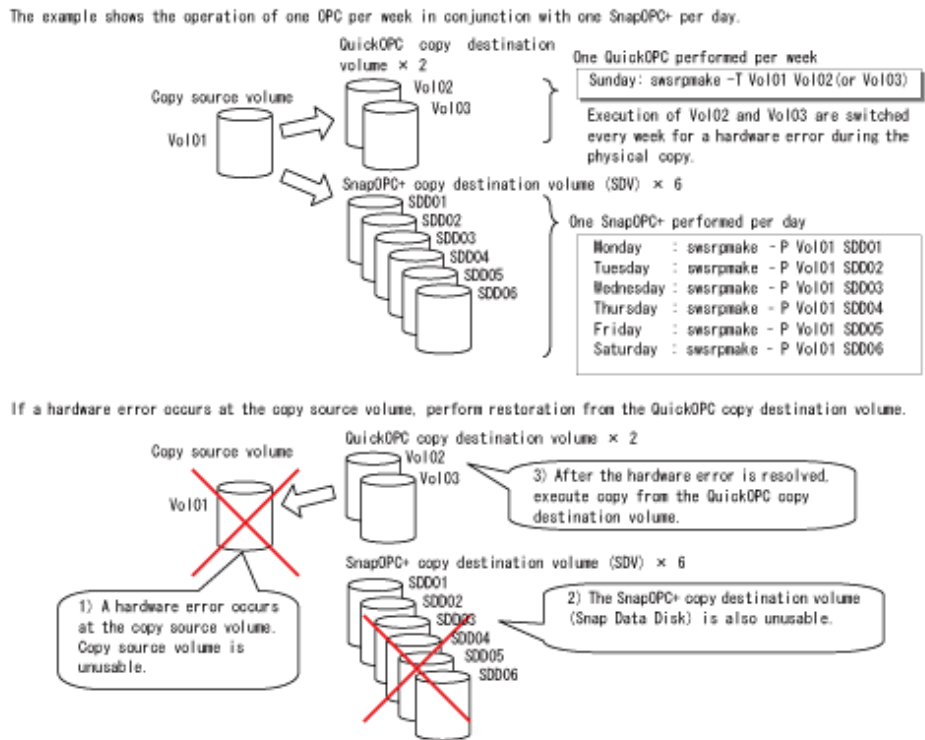 The example shows the operation of one OPC per week in conjunction with one SnapOPC+ per day.
QuickOPC copy destination
volume × 2
Vol02
Vol03
Copy source volume
Vol01
One QuickOPC performed per week
Sunday: swsrpmake -T Vol01 Vol02(or Vol03)
Execution of Vol02 and Vol03 are switched
every week for a hardware error during the
physical copy.
SnapOPC+ copy destination volume (SDV) × 6
SDD01
SDD02
SDD03
SDD04
SDD05
SDD06
One SnapOPC+ performed per day
Monday : swsrpmake - P Vol01 SDD01
Tuesday : swsrpmake - P Vol01 SDD02
Wednesday : swsrpmake - P Vol01 SDD03
Thursday : swsrpmake - P Vol01 SDD04
Friday : swsrpmake - P Vol01 SDD05
Saturday : swsrpmake - P Vol01 SDD06
If a hardware error occurs at the copy source volume, perform restoration from the QuickOPC copy destination volume.
Copy source volume
Vol01
QuickOPC copy destination volume × 2
Vol02
Vol03
3) After the hardware error is resolved,
execute copy from the QuickOPC copy
destination volume.
SnapOPC+ copy destination volume (SDV) × 6
SDD01
SDD02
SDD03
SDD04
SDD05
SDD06
1) A hardware error occurs
at the copy source volume.
Copy source volume is
unusable.
2) The SnapOPC+ copy destination volume
(Snap Data Disk) is also unusable.